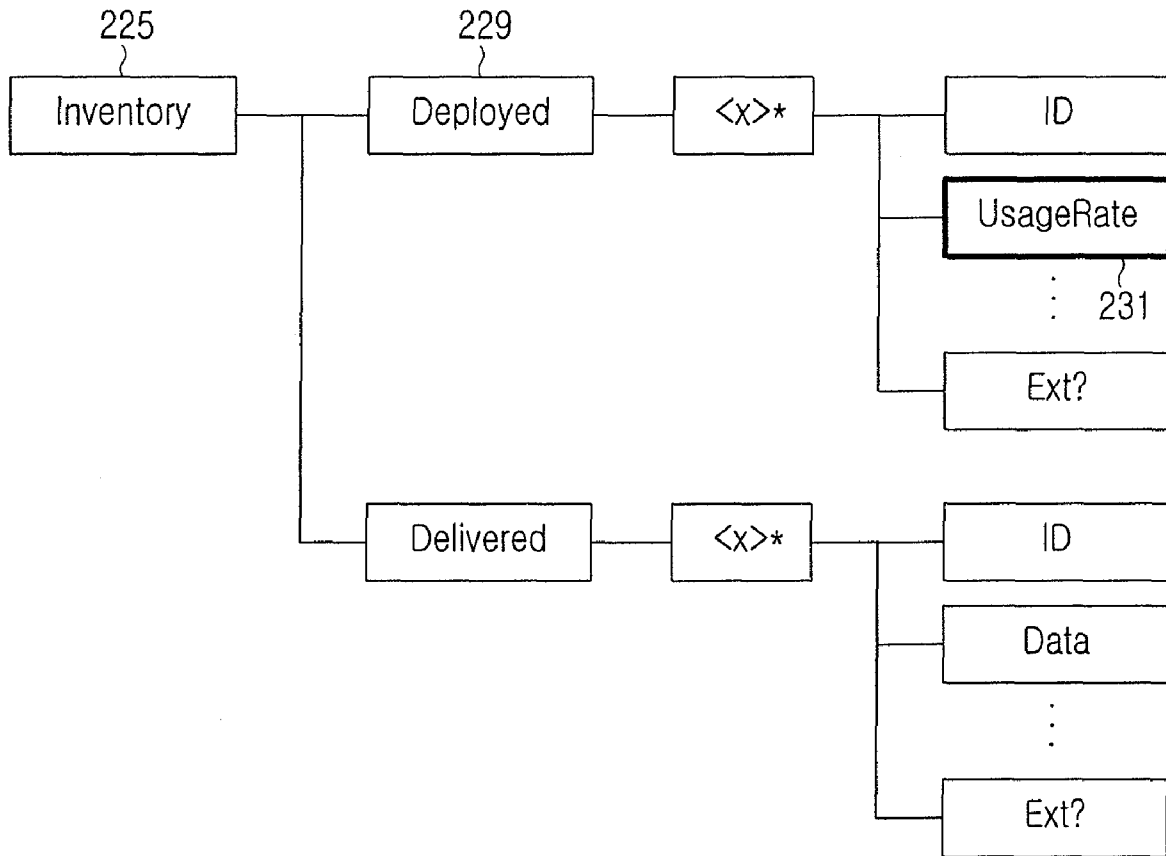 225
229
Inventory
Deployed
<x>*
ID
UsageRate
231
Ext?
Delivered
<x>*
ID
Data
Ext?